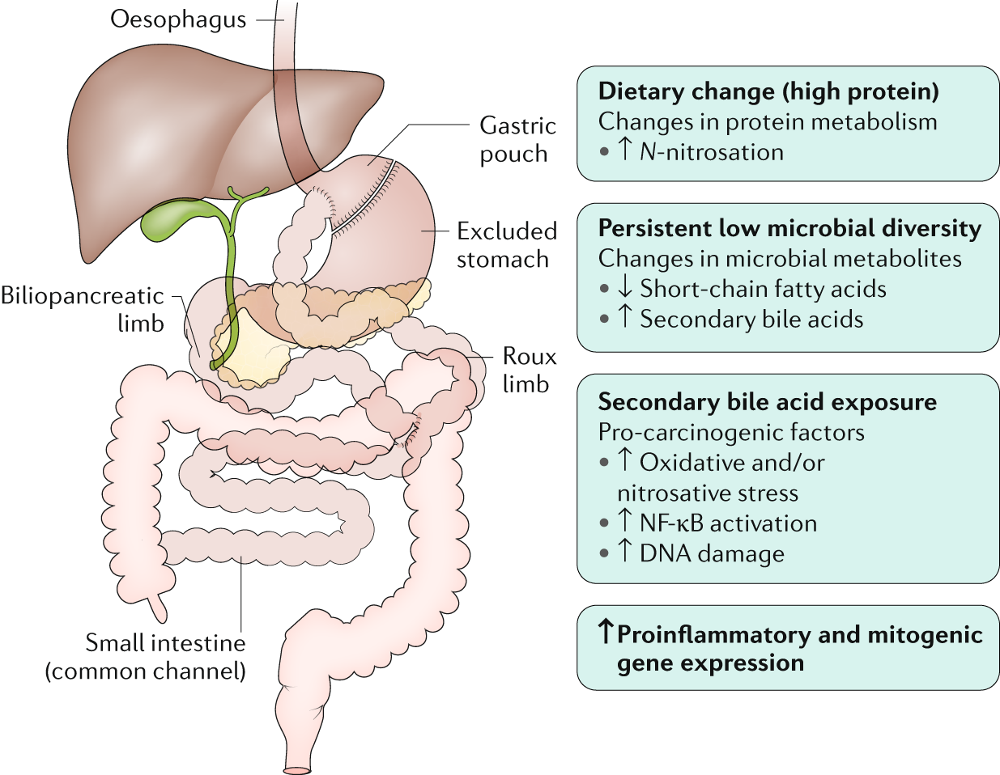 Oesophagus
Gastric
pouch
Excluded
stomach
Biliopancreatic
limb
Roux
limb
Small intestine
(common channel)
Dietary change (high protein)
Changes in protein metabolism
• ↑ N-nitrosation
Persistent low microbial diversity
Changes in microbial metabolites
• ↓ Short-chain fatty acids
• ↑ Secondary bile acids
Secondary bile acid exposure
Pro-carcinogenic factors
• ↑ Oxidative and/or
nitrosative stress
• ↑ NF-κB activation
• ↑ DNA damage
↑ Proinflammatory and mitogenic
gene expression